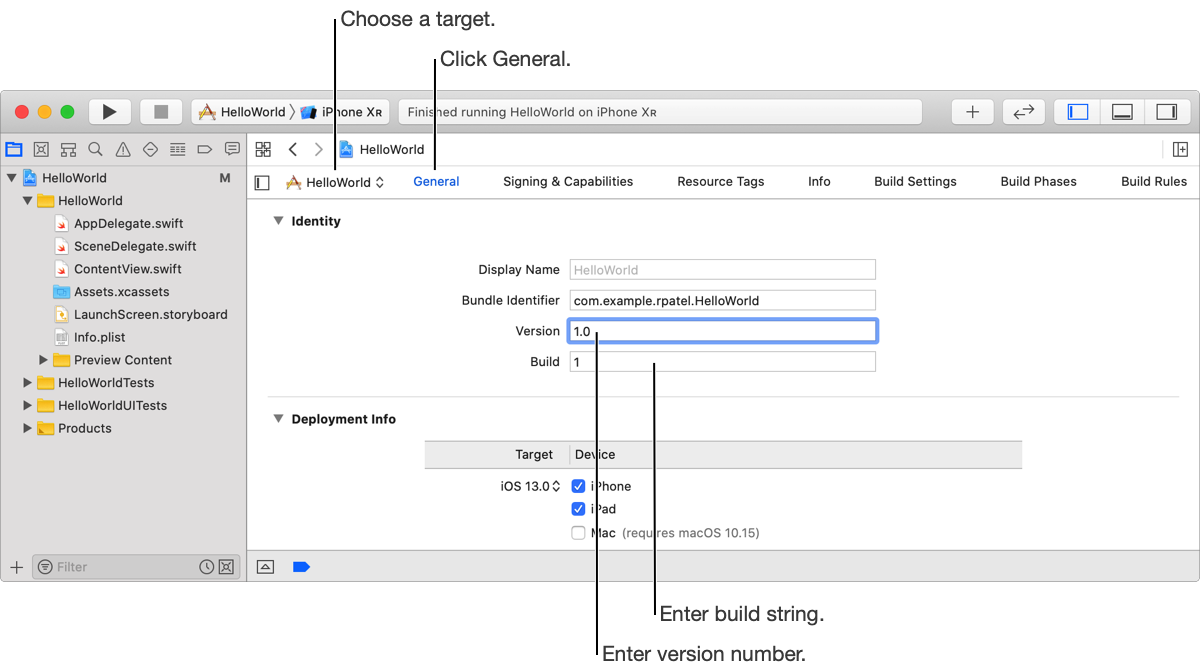 Choose a target.
Click General.
HelloWorld
iPhone XR
Finished running HelloWorld on iPhone XR
HelloWorld
HelloWorld M
HelloWorld General Signing & Capabilities Resource Tags Info Build Settings Build Phases Build Rules
HelloWorld
AppDelegate.swift
SceneDelegate.swift
ContentView.swift
Assets.xcassets
LaunchScreen.storyboard
Info.plist
Preview Content
HelloWorldTests
HelloWorldUITests
Products
Filter
Identity
Display Name HelloWorld
Bundle Identifier com.example.rpatel.HelloWorld
Version 1.0
Build 1
Deployment Info
Target Device
iOS 13.0 iPhone
iPad
Mac (requires macOS 10.15)
Enter build string.
Enter version number.